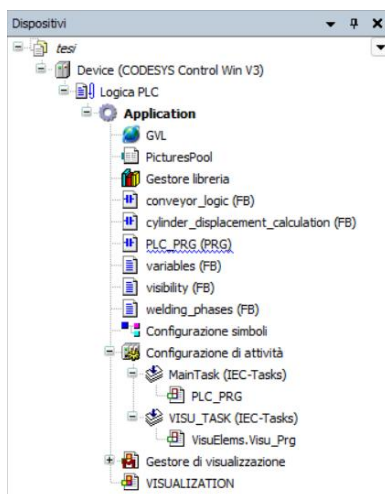 Dispositivi
tesi
Device (CODESYS Control Win V3)
Logica PLC
Application
GVL
PicturesPool
Gestore libreria
conveyor_logic (FB)
cylinder_displacement_calculation (FB)
PLC_PRG (PRG)
variables (FB)
visibility (FB)
welding_phases (FB)
Configurazione simboli
Configurazione di attività
MainTask (IEC-Tasks)
PLC_PRG
VISU_TASK (IEC-Tasks)
VisuElems.Visu_Prg
Gestore di visualizzazione
VISUALIZATION